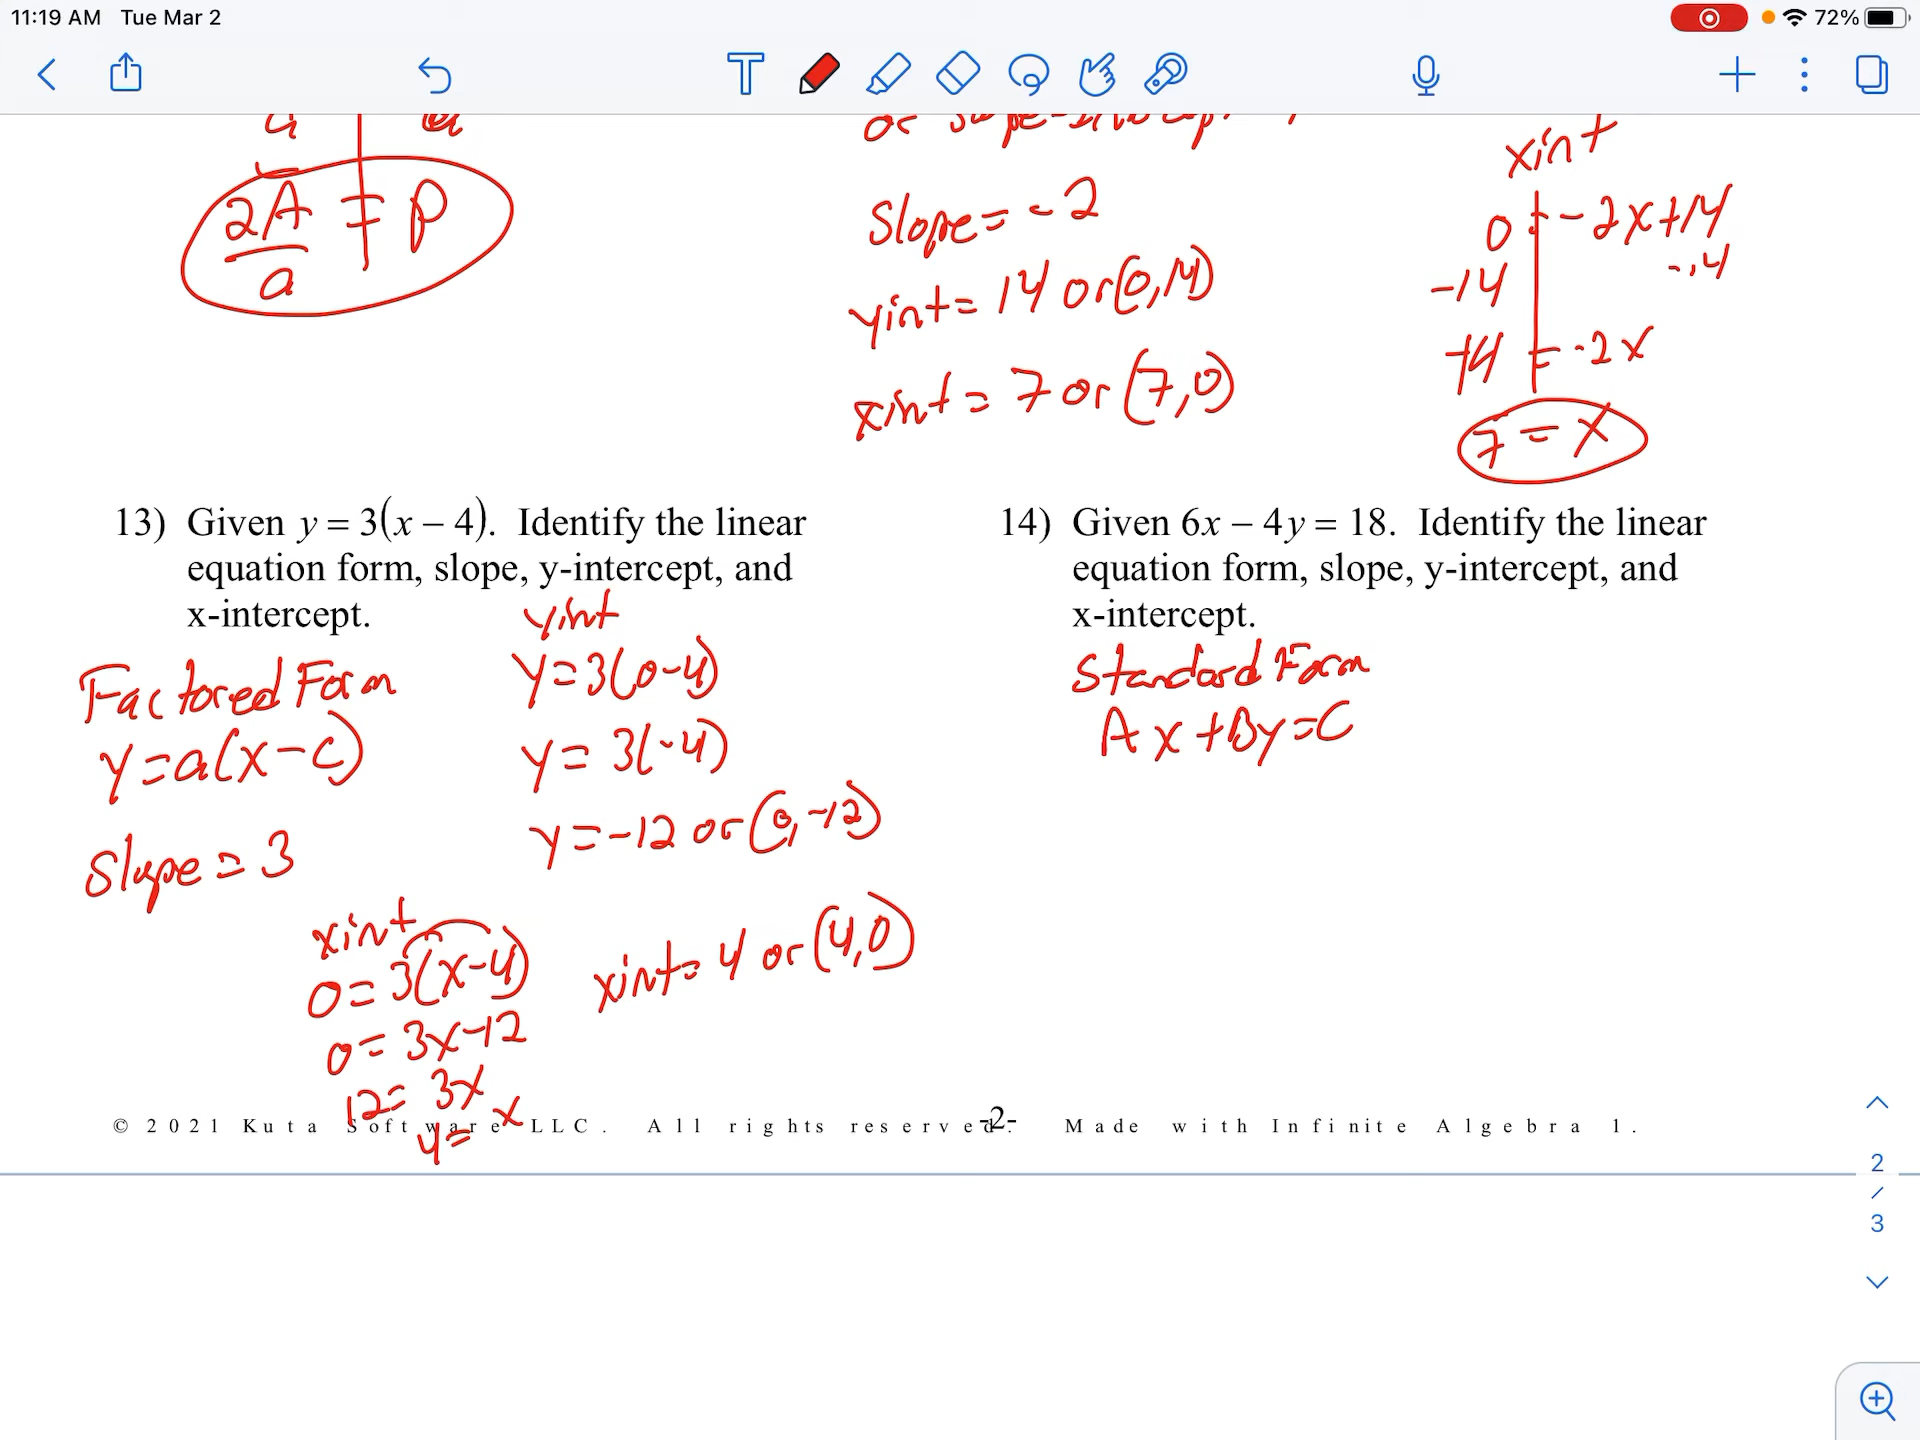 11:19 AM Tue Mar 2
72%
T
2A/a = P
Slope = -2
yint = 14 or (0,14)
xint = 7 or (7,0)
xint
0 = -2x+14
-14 -14
-14 = -2x
7 = x
13) Given y = 3(x – 4). Identify the linear
equation form, slope, y-intercept, and
x-intercept.
Factored Form
y=a(x-c)
Slope = 3
yint
y=3(0-4)
y= 3(-4)
y=-12 or (0,-12)
xint
0=3(x-4)
0= 3x-12
12= 3x
4= x
xint= 4 or (4,0)
14) Given 6x – 4y = 18. Identify the linear
equation form, slope, y-intercept, and
x-intercept.
Standard Form
Ax+By=C
© 2021 Kuta Software LLC. All rights reserved. -2- Made with Infinite Algebra 1.
2
/
3